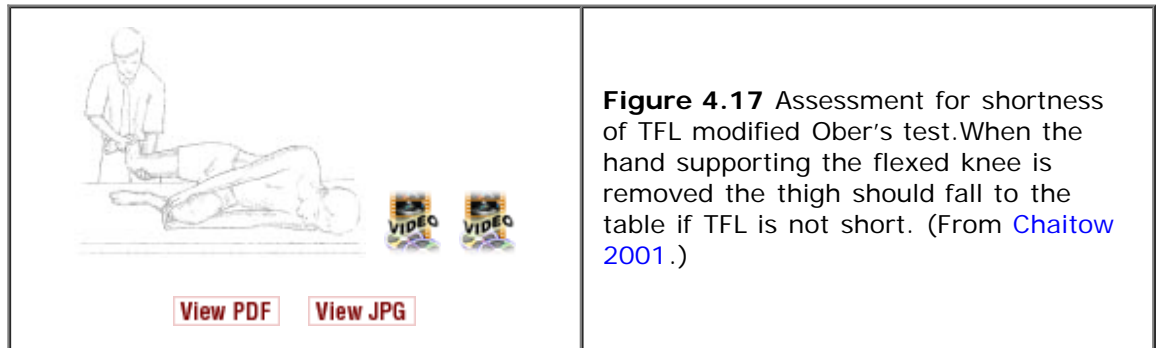 VIDEO VIDEO
View PDF View JPG
Figure 4.17 Assessment for shortness
of TFL modified Ober's test.When the
hand supporting the flexed knee is
removed the thigh should fall to the
table if TFL is not short. (From Chaitow
2001.)